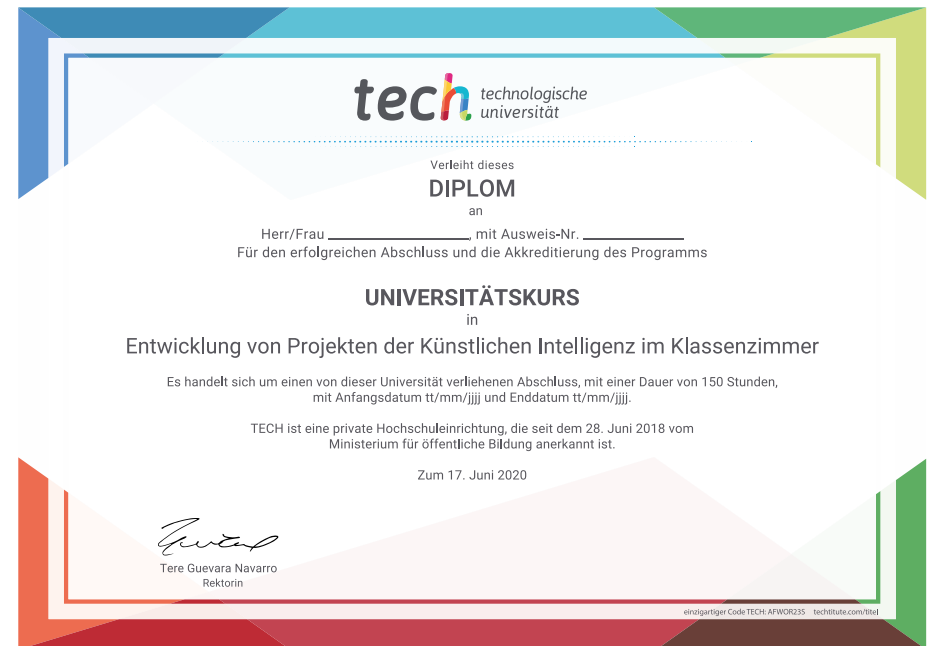 tech technologische
universität
Verleiht dieses
DIPLOM
an
Herr/Frau ____________________, mit Ausweis-Nr. ______________
Für den erfolgreichen Abschluss und die Akkreditierung des Programms
UNIVERSITÄTSKURS
in
Entwicklung von Projekten der Künstlichen Intelligenz im Klassenzimmer
Es handelt sich um einen von dieser Universität verliehenen Abschluss, mit einer Dauer von 150 Stunden,
mit Anfangsdatum tt/mm/jjjj und Enddatum tt/mm/jjjj.
TECH ist eine private Hochschuleinrichtung, die seit dem 28. Juni 2018 vom
Ministerium für öffentliche Bildung anerkannt ist.
Zum 17. Juni 2020
Tere Guevara Navarro
Rektorin
einzigartiger Code TECH: AFWOR235 techtitute.com/titel